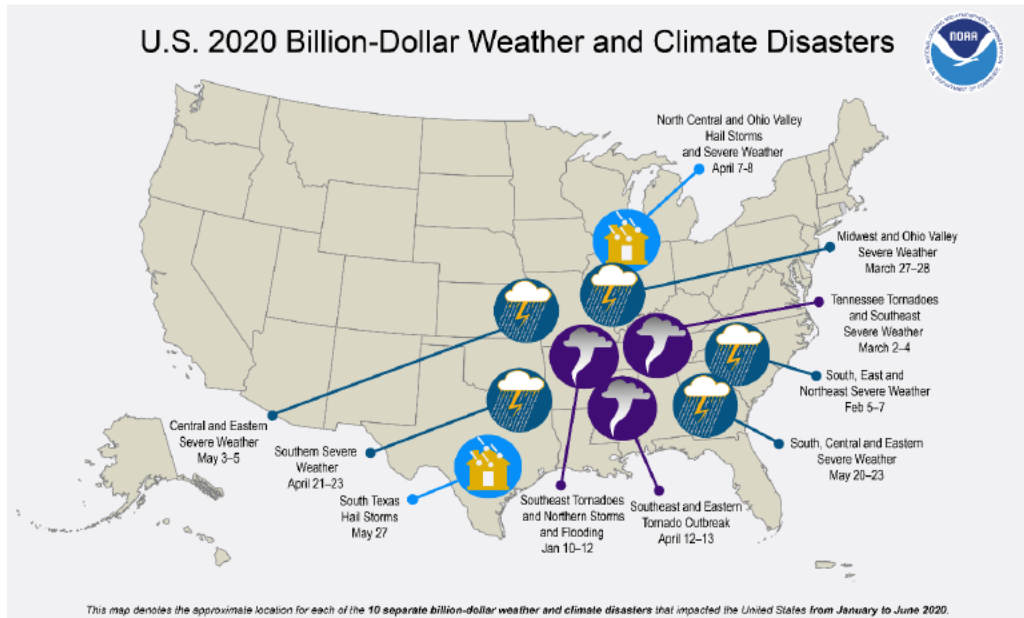 U.S. 2020 Billion-Dollar Weather and Climate Disasters
NOAA
North Central and Ohio Valley
Hail Storms
and Severe Weather
April 7-8
Midwest and Ohio Valley
Severe Weather
March 27–28
Tennessee Tornadoes
and Southeast
Severe Weather
March 2–4
South, East and
Northeast Severe Weather
Feb 5–7
South, Central and Eastern
Severe Weather
May 20–23
Central and Eastern
Severe Weather
May 3–5
Southern Severe
Weather
April 21–23
South Texas
Hail Storms
May 27
Southeast Tornadoes
and Northern Storms
and Flooding
Jan 10–12
Southeast and Eastern
Tornado Outbreak
April 12–13
This map denotes the approximate location for each of the 10 separate billion-dollar weather and climate disasters that impacted the United States from January to June 2020.